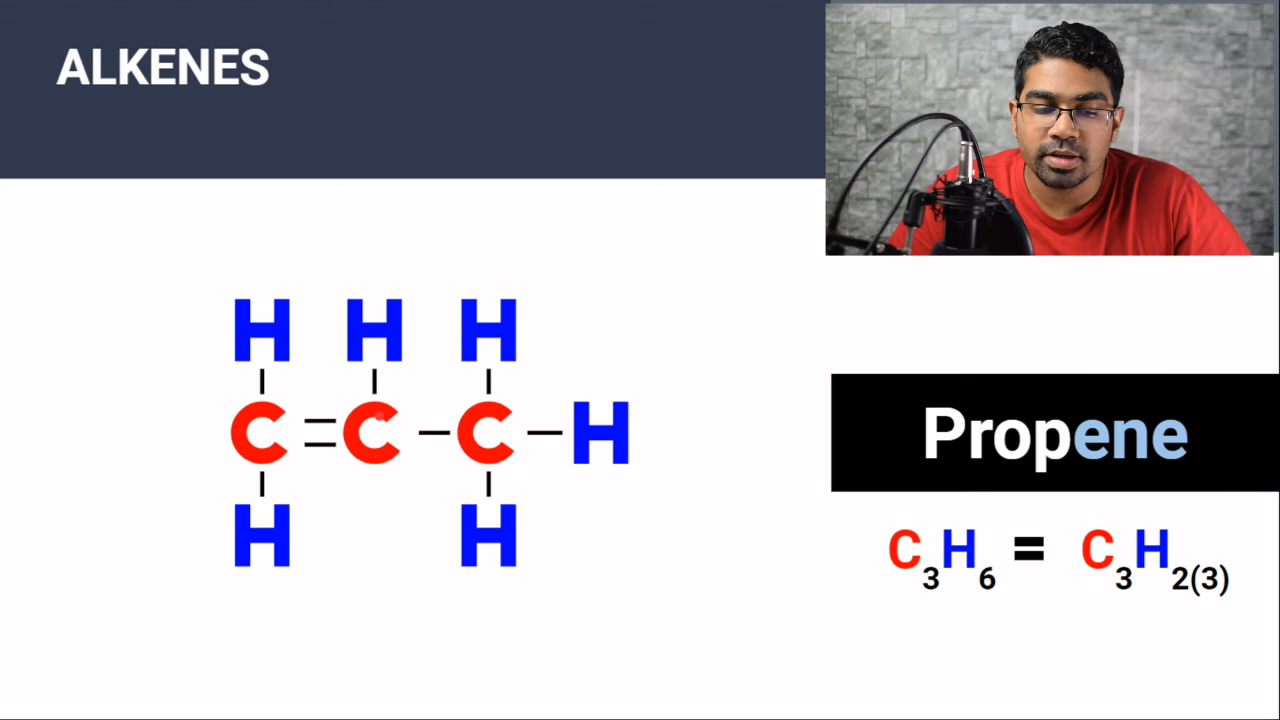 ALKENES
H H H
C = C - C - H
H H
Propene
C3H6 = C3H2(3)